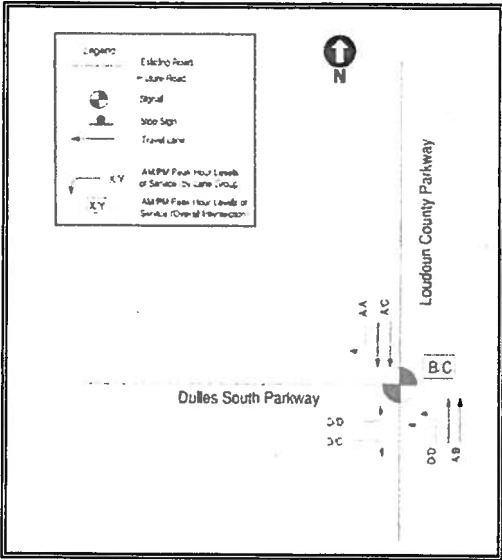 Legend
Existing Road
Future Road
Signal
Stop Sign
Travel Lane
X/Y
AM/PM Peak Hour Levels
of Service (by Lane Group)
X/Y
AM/PM Peak Hour Levels of
Service (Overall Intersection)
N
Loudoun County Parkway
A/A
A/C
B/C
Dulles South Parkway
D/D
D/C
D/D
A/B